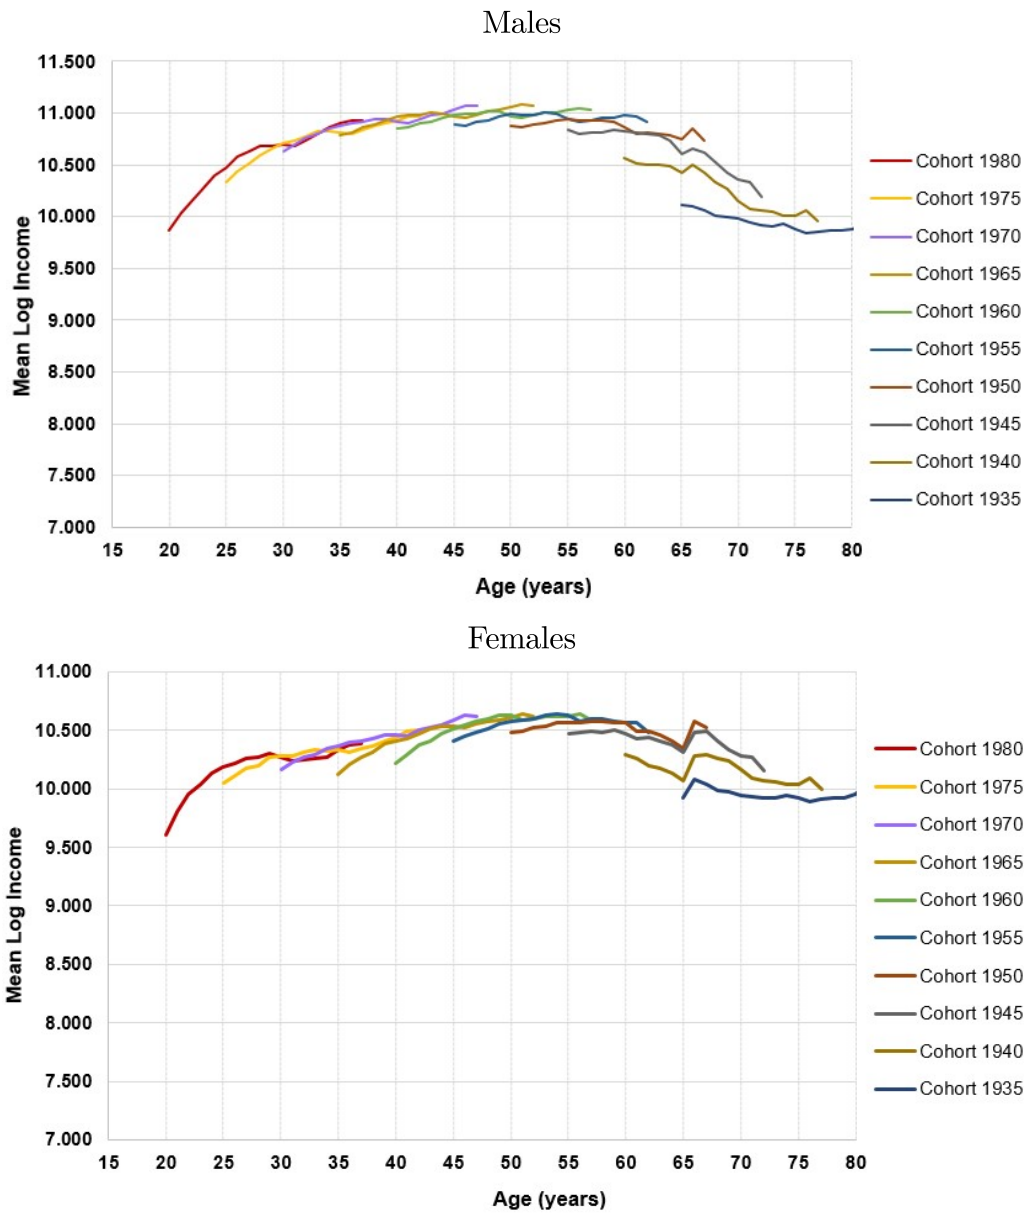 Males
11.500
11.000
10.500
10.000
9.500
9.000
8.500
8.000
7.500
7.000
Mean Log Income
15 20 25 30 35 40 45 50 55 60 65 70 75 80
Age (years)
Cohort 1980
Cohort 1975
Cohort 1970
Cohort 1965
Cohort 1960
Cohort 1955
Cohort 1950
Cohort 1945
Cohort 1940
Cohort 1935
Females
11.000
10.500
10.000
9.500
9.000
8.500
8.000
7.500
7.000
Mean Log Income
15 20 25 30 35 40 45 50 55 60 65 70 75 80
Age (years)
Cohort 1980
Cohort 1975
Cohort 1970
Cohort 1965
Cohort 1960
Cohort 1955
Cohort 1950
Cohort 1945
Cohort 1940
Cohort 1935